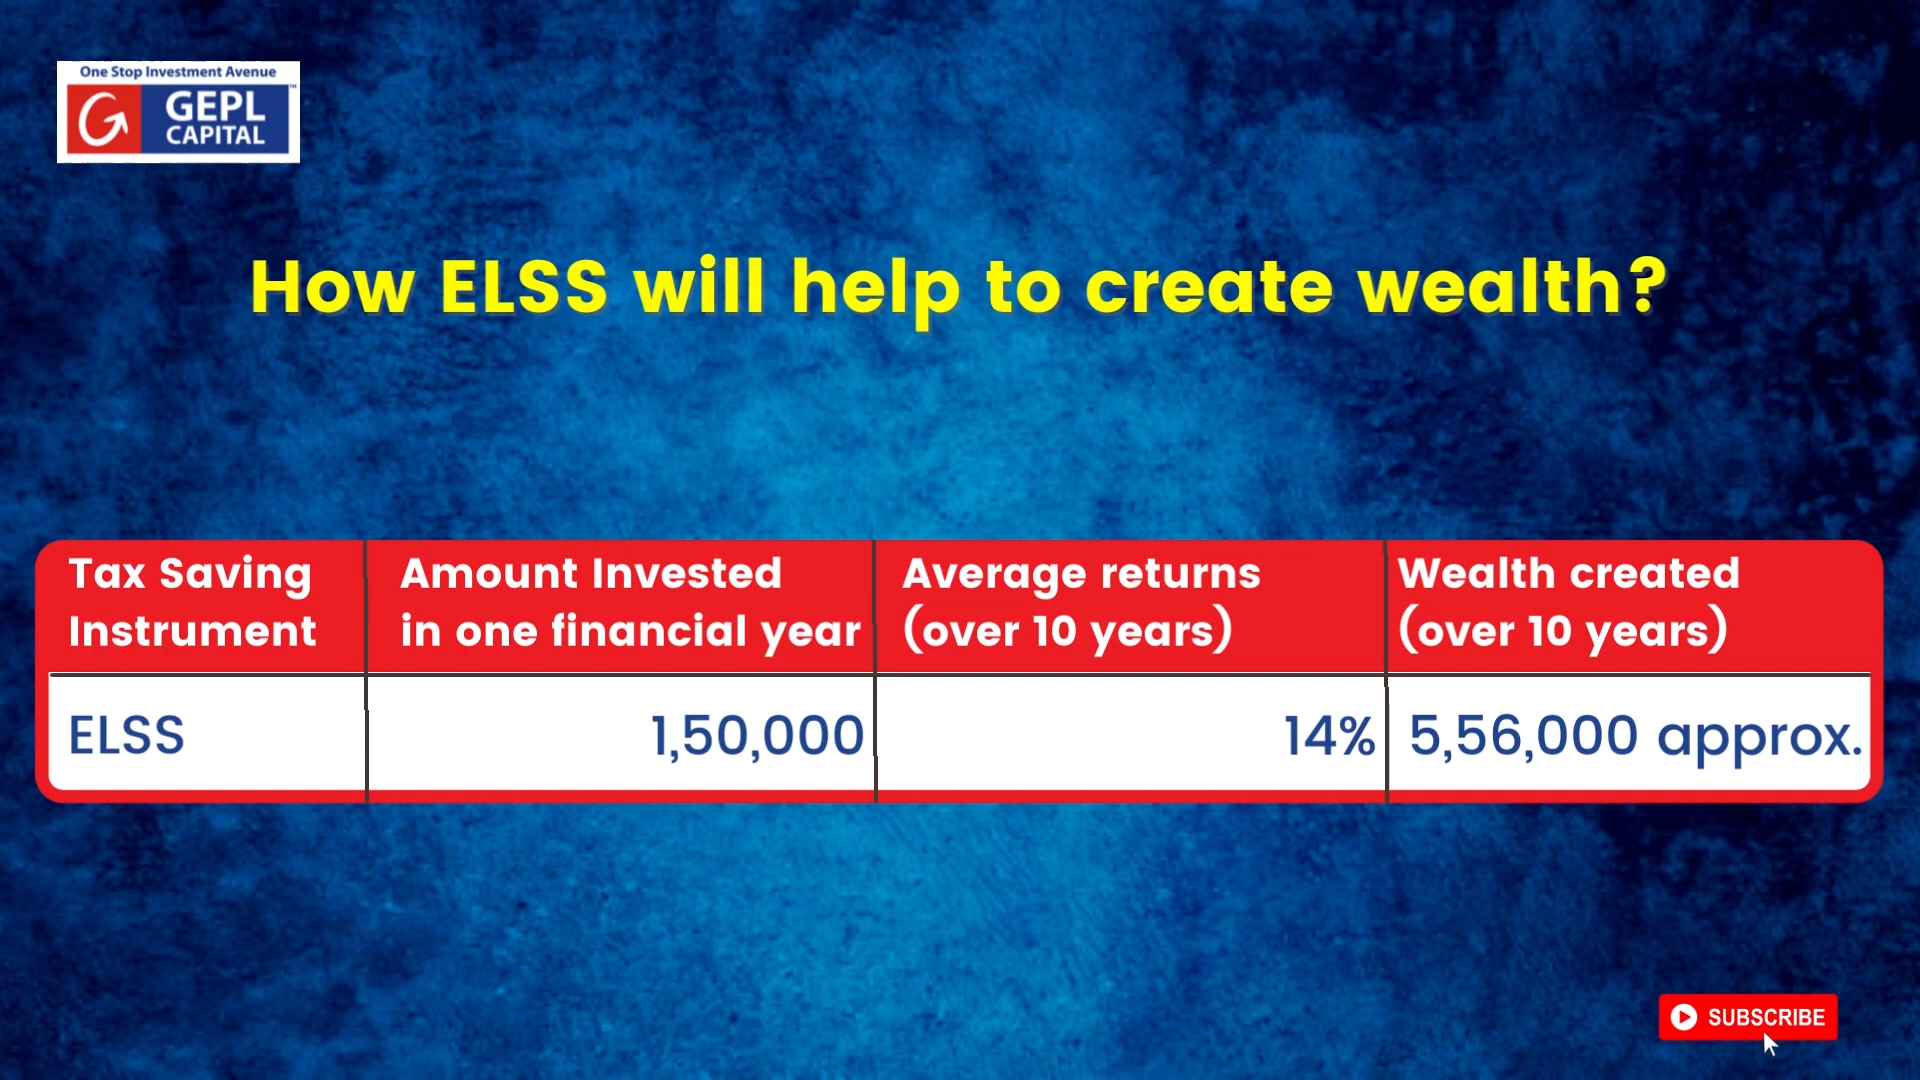 One Stop Investment Avenue
GEPL
CAPITAL
How ELSS will help to create wealth?
Tax Saving
Instrument
Amount Invested
in one financial year
Average returns
(over 10 years)
Wealth created
(over 10 years)
ELSS
1,50,000
14%
5,56,000 approx.
SUBSCRIBE